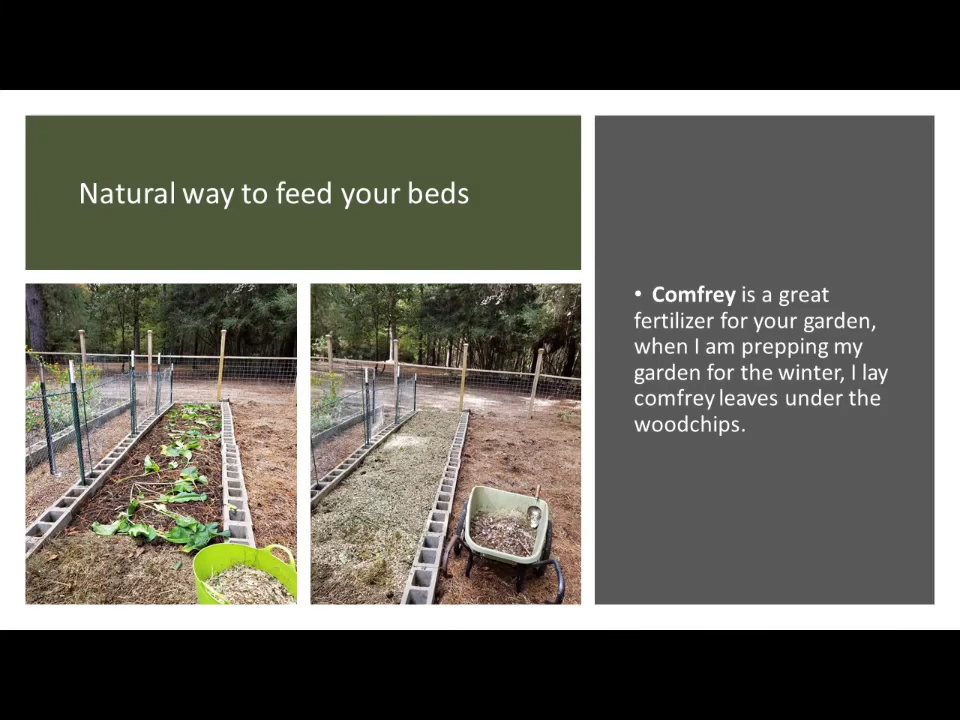 Natural way to feed your beds
• Comfrey is a great
fertilizer for your garden,
when I am prepping my
garden for the winter, I lay
comfrey leaves under the
woodchips.